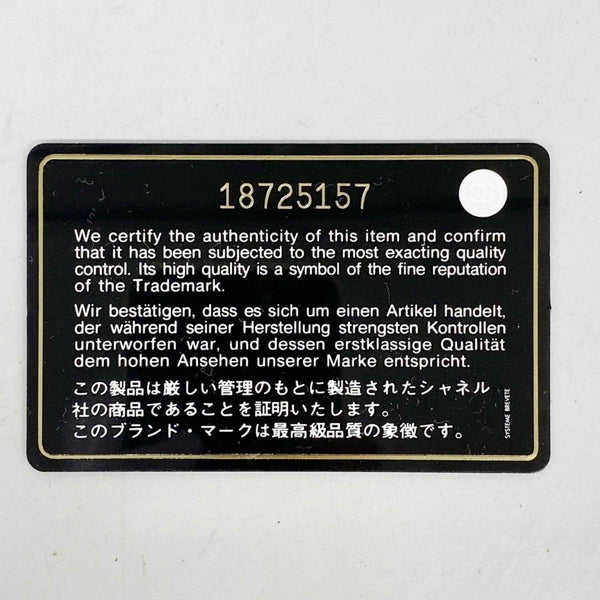 18725157
We certify the authenticity of this item and confirm
that it has been subjected to the most exacting quality
control. Its high quality is a symbol of the fine reputation
of the Trademark.
Wir bestätigen, dass es sich um einen Artikel handelt,
der während seiner Herstellung strengsten Kontrollen
unterworfen war, und dessen erstklassige Qualität
dem hohen Ansehen unserer Marke entspricht.
この製品は厳しい管理のもとに製造されたシャネル
社の商品であることを証明いたします。
このブランド・マークは最高級品質の象徴です。
SYSTEME BREVETE